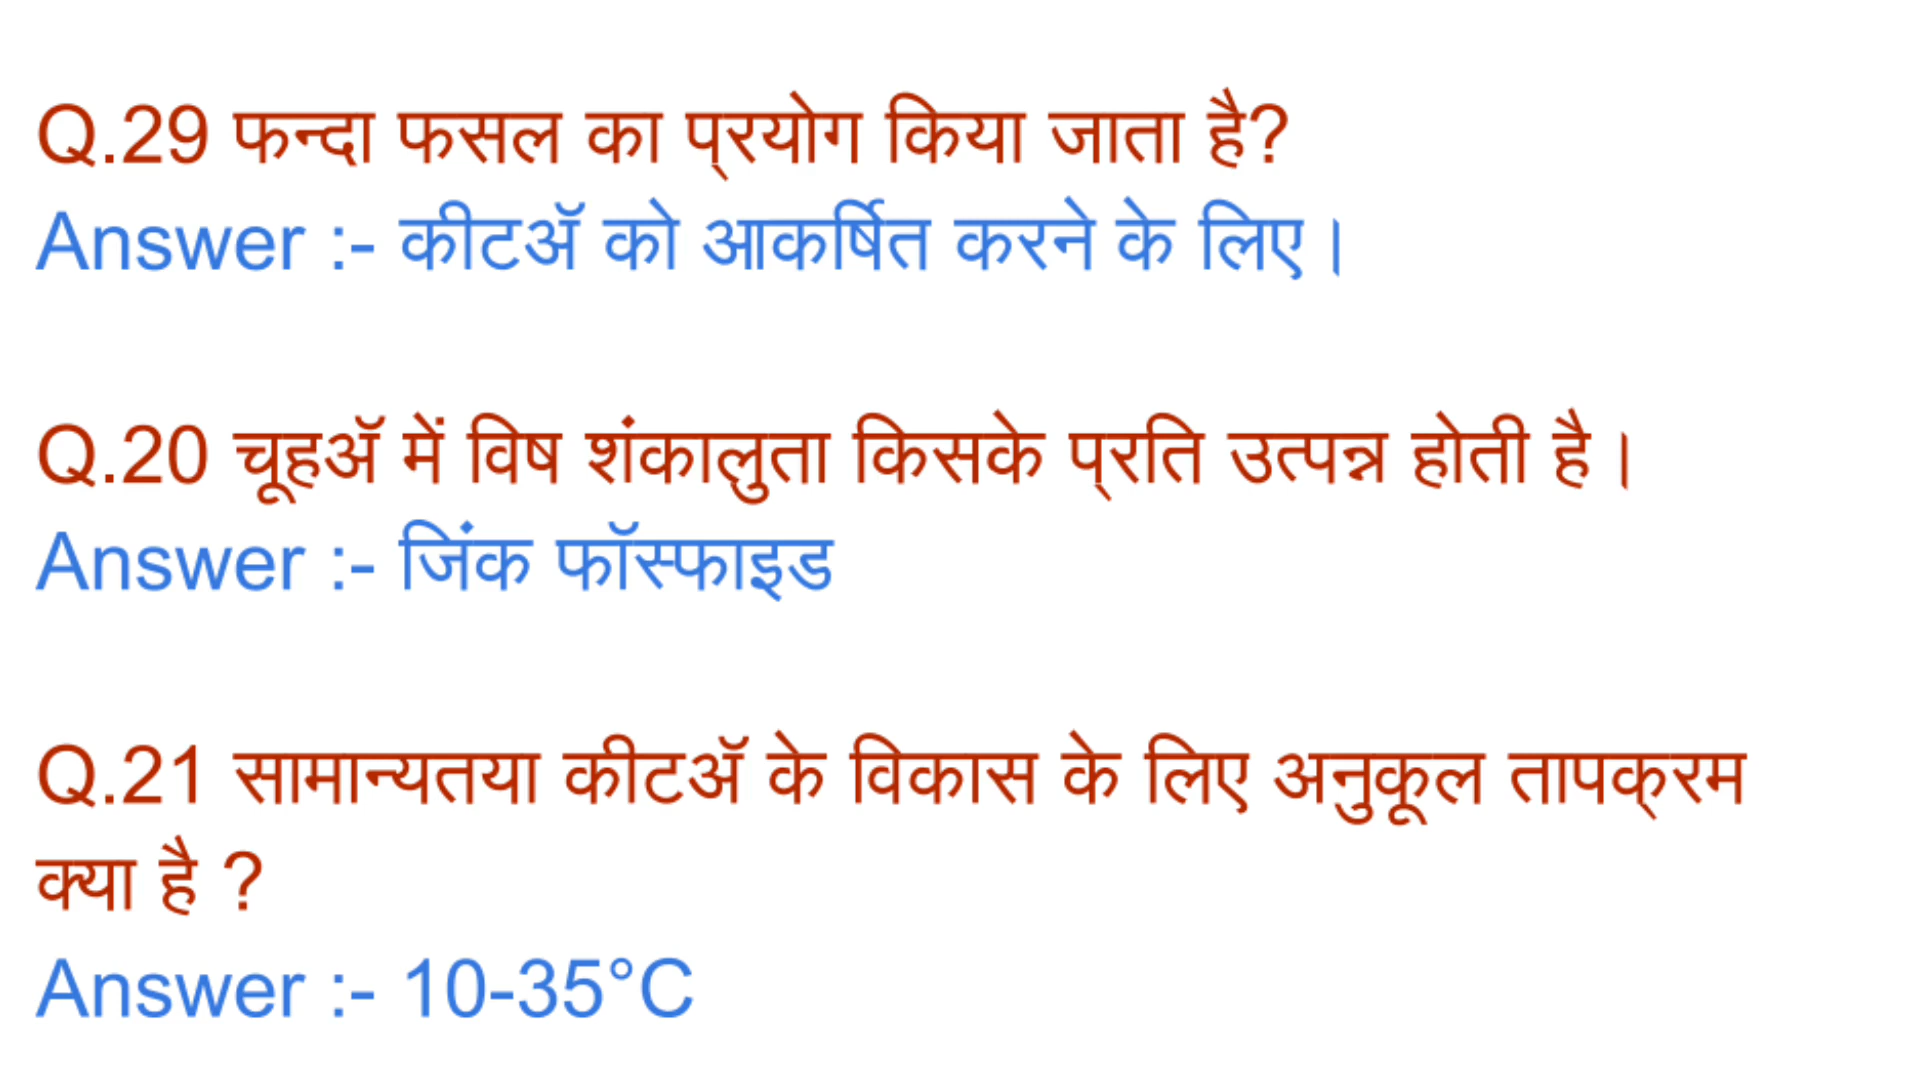 Q.29 फन्दा फसल का प्‌रयोग किया जाता है?
Answer :- कीटअॅ को आकर्षित करने के लिए।
Q.20 चूहअॅ में विष शंकालुता किसके प्‌रति उत्पन्न होती है।
Answer :- जिंक फॉस्फाइड
Q.21 सामान्यतया कीटअॅ के विकास के लिए अनुकूल तापक्‌रम
क्या है ?
Answer :- 10-35°C